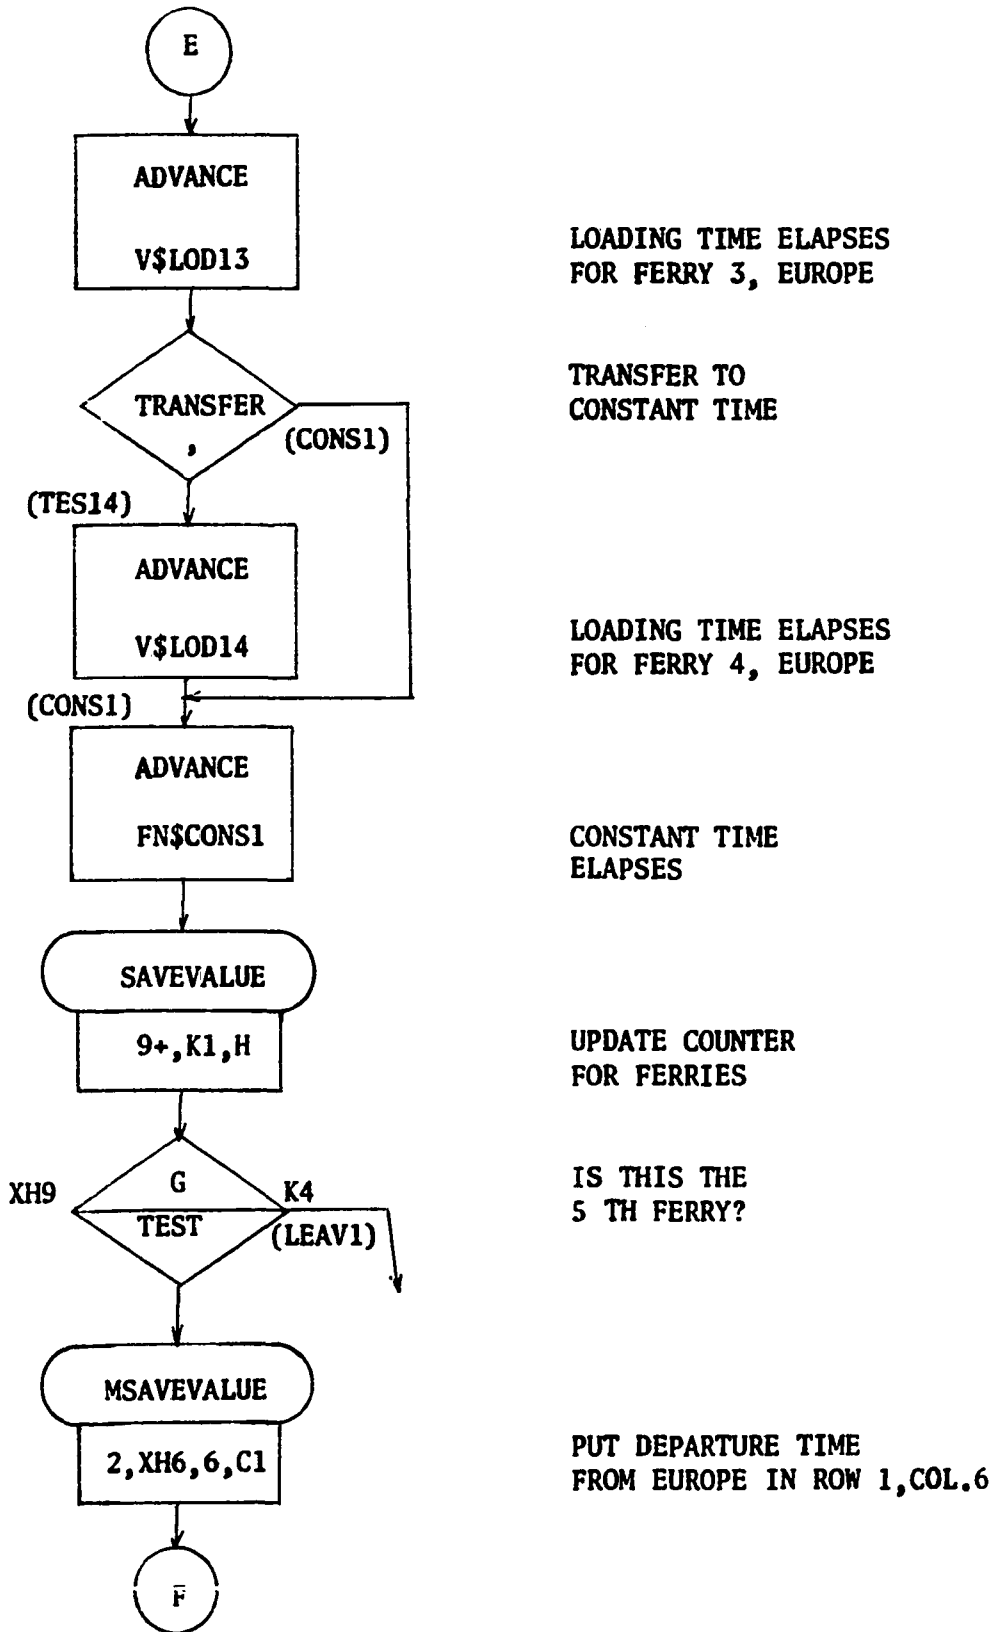 E
ADVANCE
V$LOD13
LOADING TIME ELAPSES
FOR FERRY 3, EUROPE
TRANSFER
,
(CONS1)
TRANSFER TO
CONSTANT TIME
(TES14)
ADVANCE
V$LOD14
LOADING TIME ELAPSES
FOR FERRY 4, EUROPE
(CONS1)
ADVANCE
FN$CONS1
CONSTANT TIME
ELAPSES
SAVEVALUE
9+,K1,H
UPDATE COUNTER
FOR FERRIES
XH9
G
TEST
K4
(LEAV1)
IS THIS THE
5 TH FERRY?
MSAVEVALUE
2,XH6,6,C1
PUT DEPARTURE TIME
FROM EUROPE IN ROW 1,COL.6
F